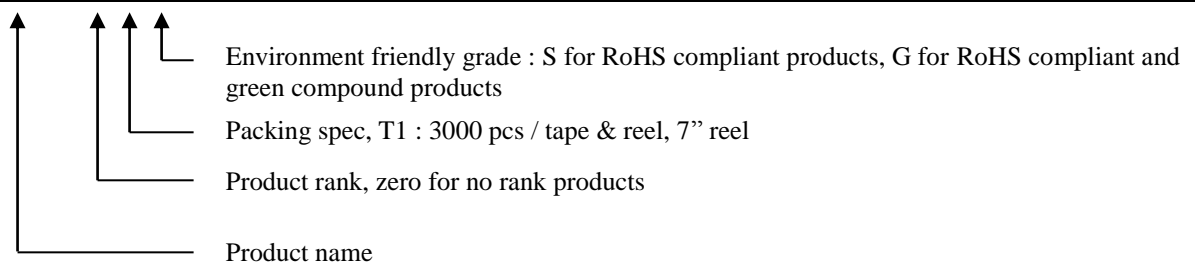 Environment friendly grade : S for RoHS compliant products, G for RoHS compliant and
green compound products
Packing spec, T1 : 3000 pcs / tape & reel, 7” reel
Product rank, zero for no rank products
Product name